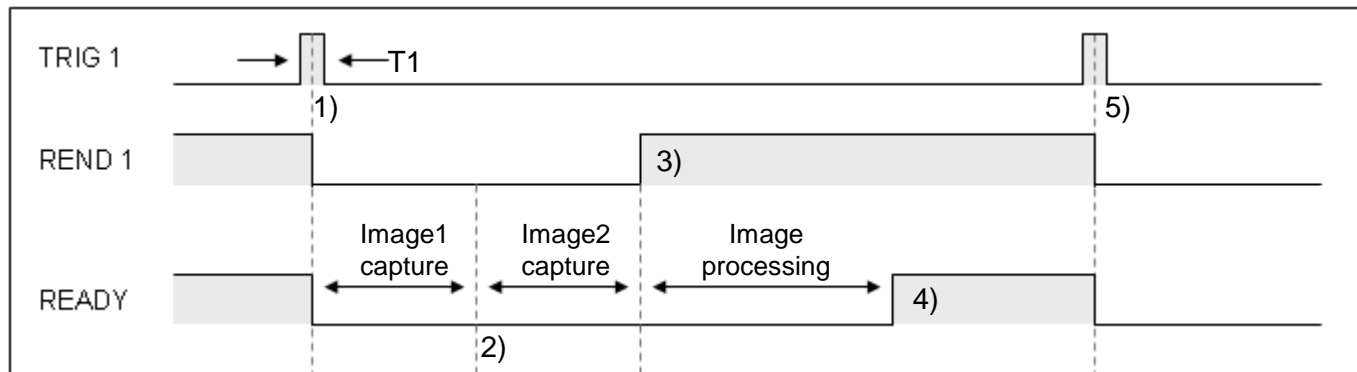 TRIG 1
T1
1)
5)
REND 1
3)
Image1
capture
Image2
capture
Image
processing
READY
4)
2)